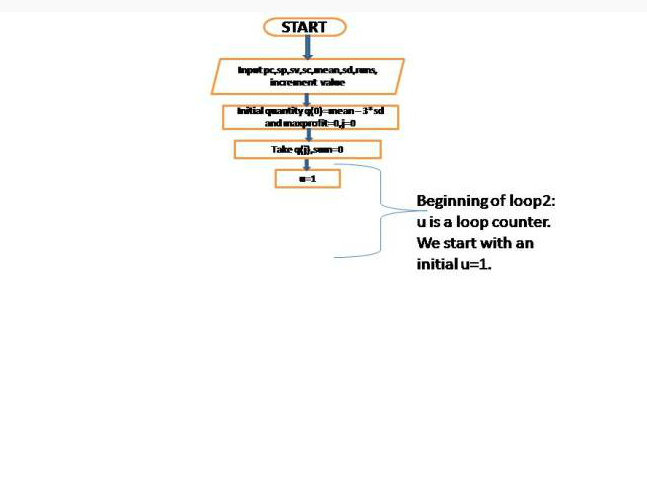 START
Input pc,sp,sv,sc,mean,sd,runs,
increment value
Initial quantity q(0)=mean-3*sd
and maxprofit=0,j=0
Take q(j),sum=0
u=1
Beginning of loop2:
u is a loop counter.
We start with an
initial u=1.